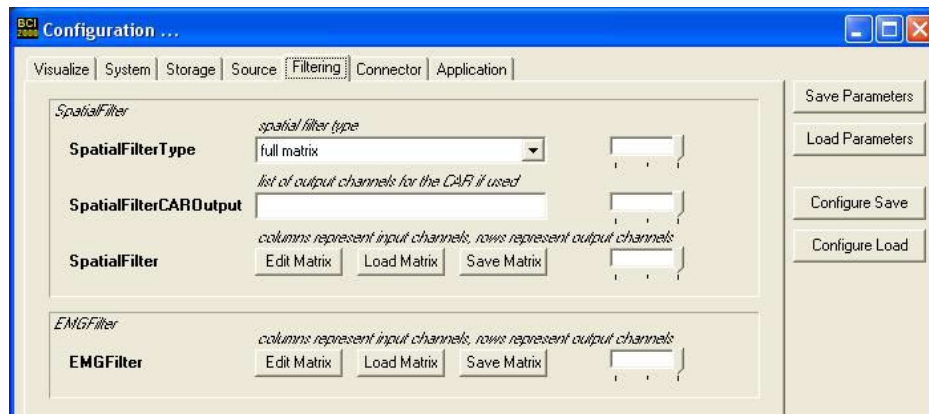 BCI 2000 Configuration ...
Visualize System Storage Source Filtering Connector Application
Save Parameters
Load Parameters
Configure Save
Configure Load
SpatialFilter
spatial filter type
SpatialFilterType full matrix
list of output channels for the CAR if used
SpatialFilterCAROutput
columns represent input channels, rows represent output channels
SpatialFilter Edit Matrix Load Matrix Save Matrix
EMGFilter
columns represent input channels, rows represent output channels
EMGFilter Edit Matrix Load Matrix Save Matrix